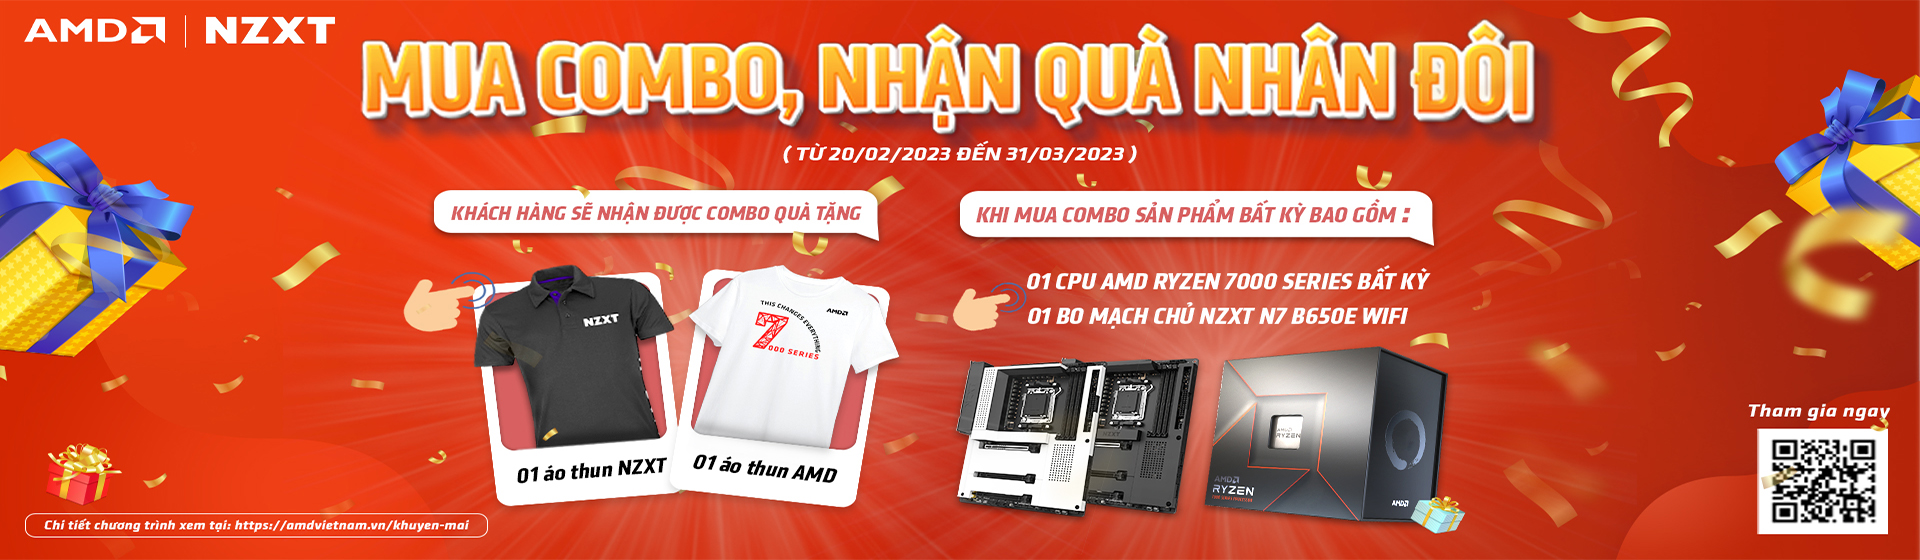 AMD NZXT
MUA COMBO, NHẬN QUÀ NHÂN ĐÔI
( TỪ 20/02/2023 ĐẾN 31/03/2023 )
KHÁCH HÀNG SẼ NHẬN ĐƯỢC COMBO QUÀ TẶNG
NZXT
THIS CHANGES EVERYTHING
AMD
7000 SERIES
01 áo thun NZXT
01 áo thun AMD
KHI MUA COMBO SẢN PHẨM BẤT KỲ BAO GỒM :
01 CPU AMD RYZEN 7000 SERIES BẤT KỲ
01 BO MẠCH CHỦ NZXT N7 B650E WIFI
AMD
RYZEN
AMD
RYZEN
AMD
Tham gia ngay
Chi tiết chương trình xem tại: https://amdvietnam.vn/khuyen-mai